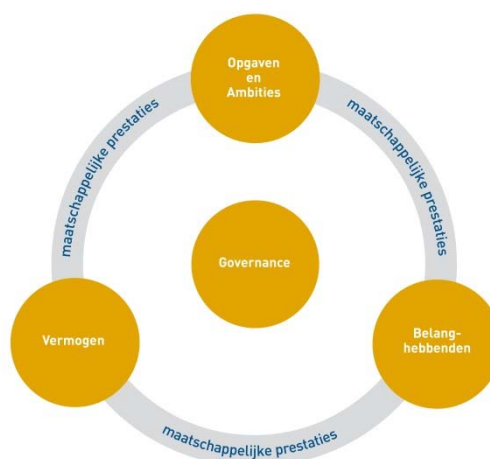 Opgaven
en
Ambities
maatschappelijke prestaties
maatschappelijke prestaties
Governance
Vermogen
Belang-
hebbenden
maatschappelijke prestaties